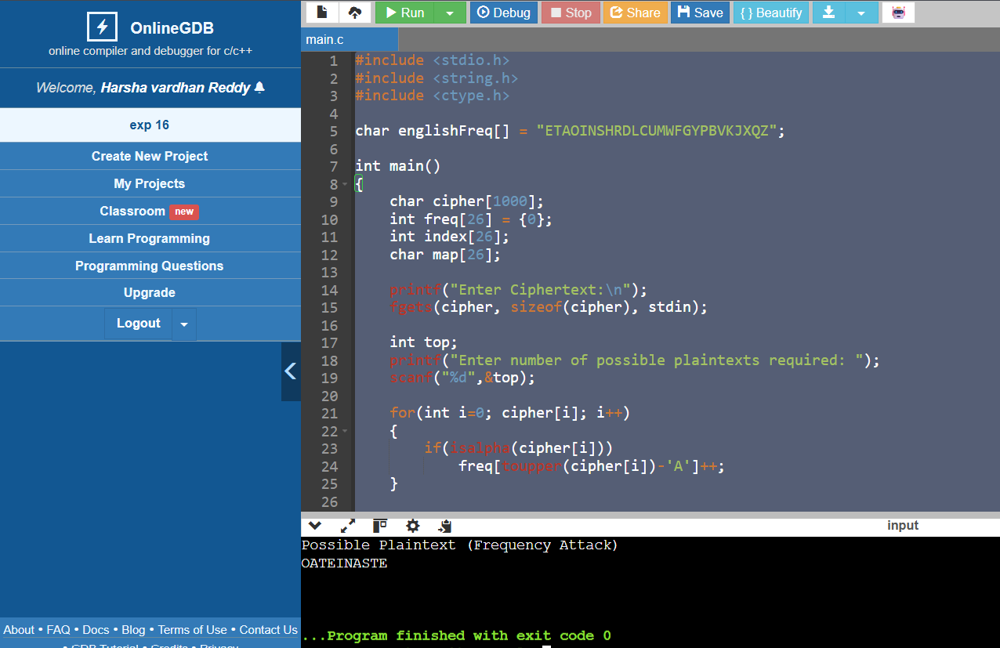 OnlineGDB
online compiler and debugger for c/c++
Welcome, Harsha vardhan Reddy
exp 16
Create New Project
My Projects
Classroom new
Learn Programming
Programming Questions
Upgrade
Logout
About • FAQ • Docs • Blog • Terms of Use • Contact Us
• GDB Tutorial • Credits • Privacy
Run Debug Stop Share Save { } Beautify
main.c
1 #include <stdio.h>
2 #include <string.h>
3 #include <ctype.h>
4
5 char englishFreq[] = "ETAOINSHRDLCUMWFGYPBVKJXQZ";
6
7 int main()
8 {
9 char cipher[1000];
10 int freq[26] = {0};
11 int index[26];
12 char map[26];
13
14 printf("Enter Ciphertext:\n");
15 fgets(cipher, sizeof(cipher), stdin);
16
17 int top;
18 printf("Enter number of possible plaintexts required: ");
19 scanf("%d",&top);
20
21 for(int i=0; cipher[i]; i++)
22 {
23 if(isalpha(cipher[i]))
24 freq[toupper(cipher[i])-'A']++;
25 }
26
input
Possible Plaintext (Frequency Attack)
OATEINASTE
...Program finished with exit code 0